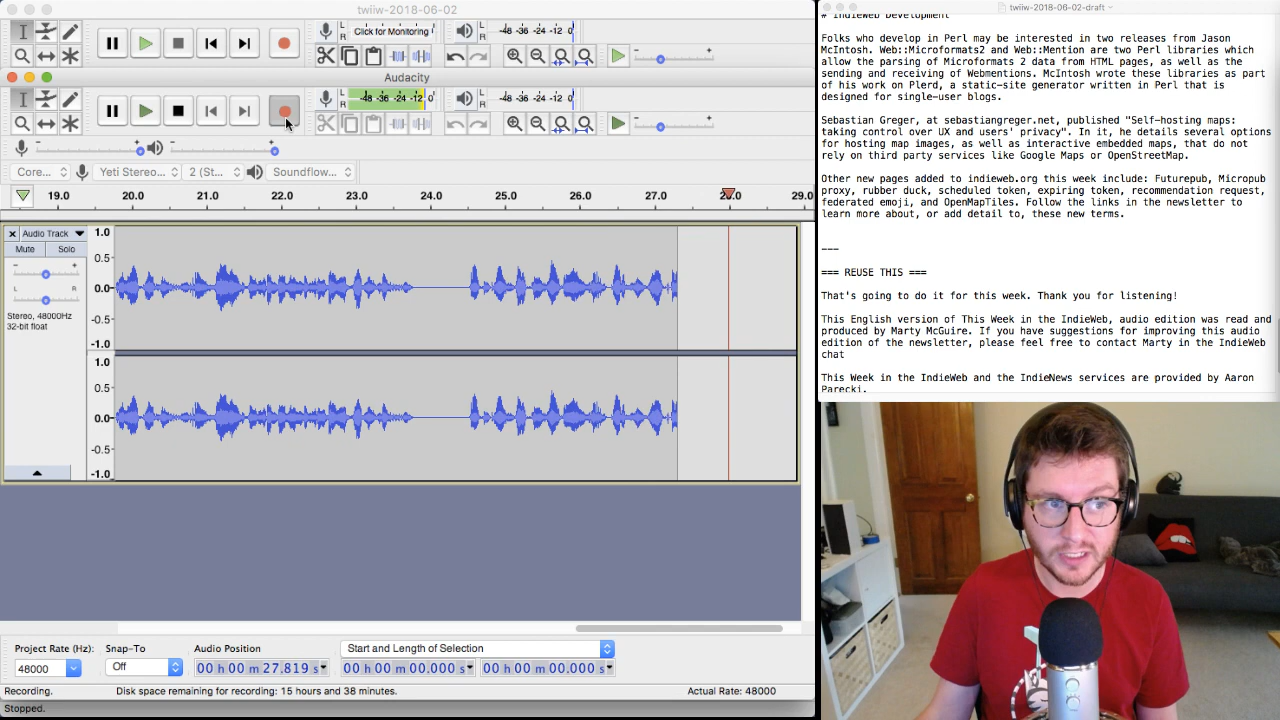 twiiw-2018-06-02
L
R
Click for Monitoring
-12 0
L
R
-48 -36 -24 -12 0
Audacity
L
R
-48 -36 -24 -12 0
L
R
-48 -36 -24 -12 0
- +
- +
- +
- +
Core...
Yeti Stereo...
2 (St...
Soundflow...
19.0 20.0 21.0 22.0 23.0 24.0 25.0 26.0 27.0 28.0 29.0
Audio Track
Mute Solo
- +
L R
Stereo, 48000Hz
32-bit float
1.0
0.5
0.0
-0.5
-1.0
1.0
0.5
0.0
-0.5
-1.0
Project Rate (Hz):
48000
Snap-To
Off
Audio Position
00 h 00 m 27.819 s
Start and Length of Selection
00 h 00 m 00.000 s
00 h 00 m 00.000 s
Recording.
Disk space remaining for recording: 15 hours and 38 minutes.
Actual Rate: 48000
Stopped.
twiiw-2018-06-02-draft
# IndieWeb Development
Folks who develop in Perl may be interested in two releases from Jason
McIntosh. Web::Microformats2 and Web::Mention are two Perl libraries which
allow the parsing of Microformats 2 data from HTML pages, as well as the
sending and receiving of Webmentions. McIntosh wrote these libraries as part
of his work on Plerd, a static-site generator written in Perl that is
designed for single-user blogs.
Sebastian Greger, at sebastiangreger.net, published "Self-hosting maps:
taking control over UX and users' privacy". In it, he details several options
for hosting map images, as well as interactive embedded maps, that do not
rely on third party services like Google Maps or OpenStreetMap.
Other new pages added to indieweb.org this week include: Futurepub, Micropub
proxy, rubber duck, scheduled token, expiring token, recommendation request,
federated emoji, and OpenMapTiles. Follow the links in the newsletter to
learn more about, or add detail to, these new terms.
---
=== REUSE THIS ===
That's going to do it for this week. Thank you for listening!
This English version of This Week in the IndieWeb, audio edition was read and
produced by Marty McGuire. If you have suggestions for improving this audio
edition of the newsletter, please feel free to contact Marty in the IndieWeb
chat
This Week in the IndieWeb and the IndieNews services are provided by Aaron
Parecki.